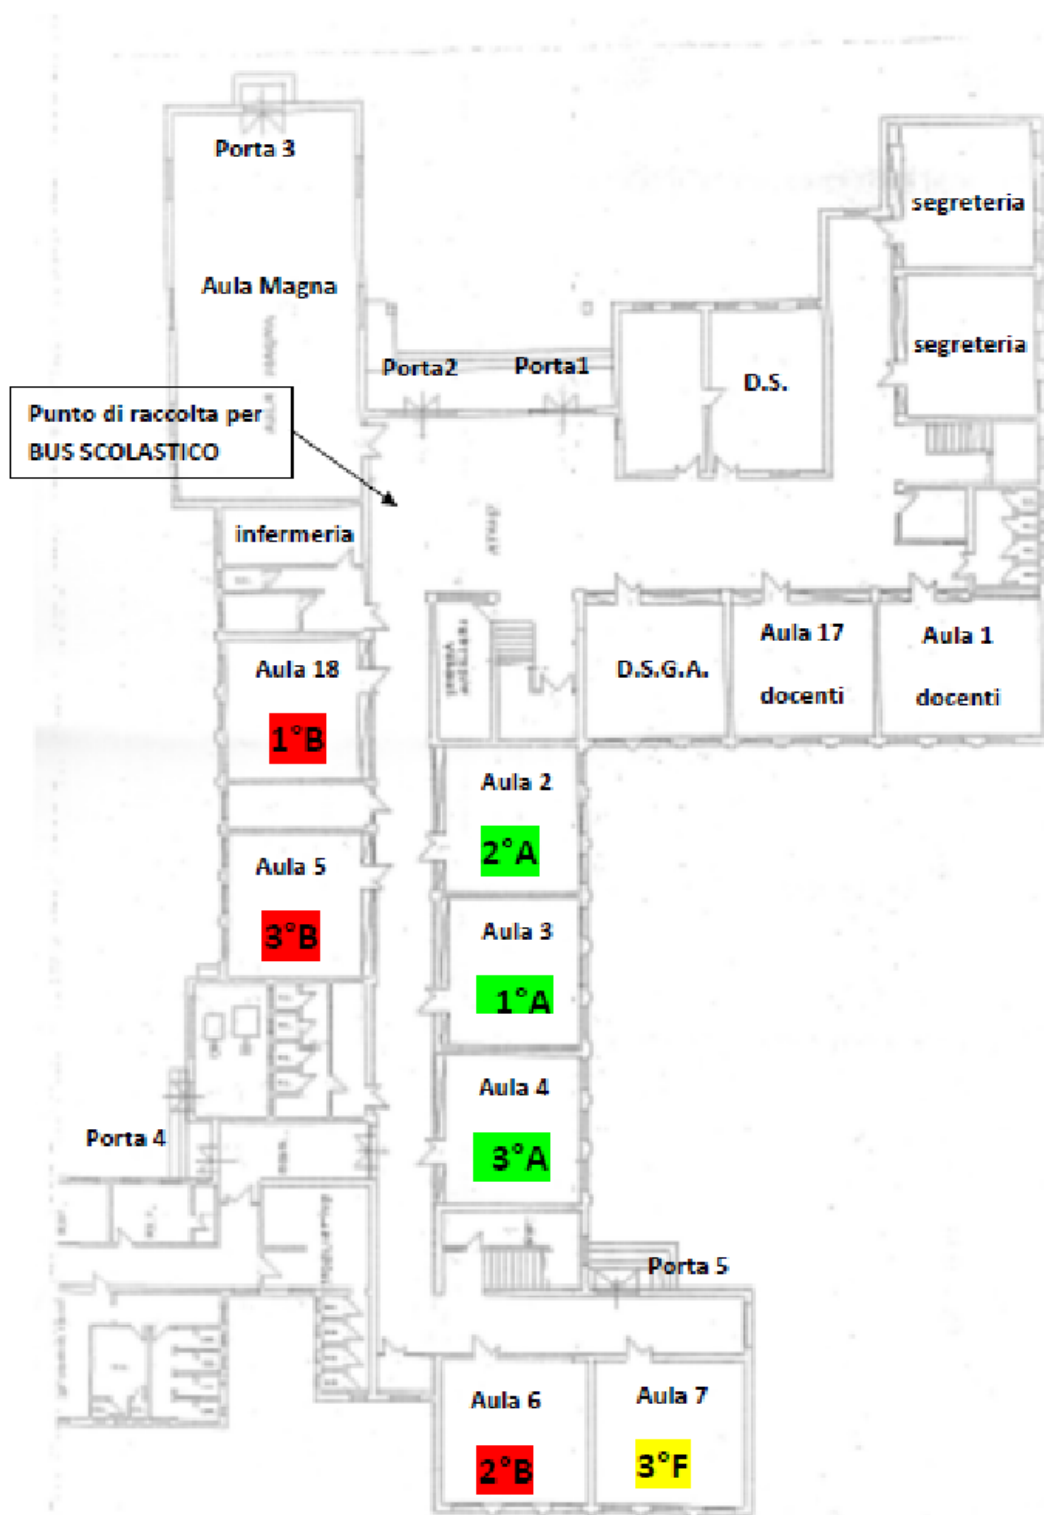 Porta 3
segreteria
Aula Magna
segreteria
Porta2
Porta1
D.S.
Punto di raccolta per
BUS SCOLASTICO
infermeria
Aula 17
docenti
Aula 1
docenti
D.S.G.A.
Aula 18
1°B
Aula 2
2°A
Aula 5
3°B
Aula 3
1°A
Aula 4
3°A
Porta 4
Porta 5
Aula 6
2°B
Aula 7
3°F